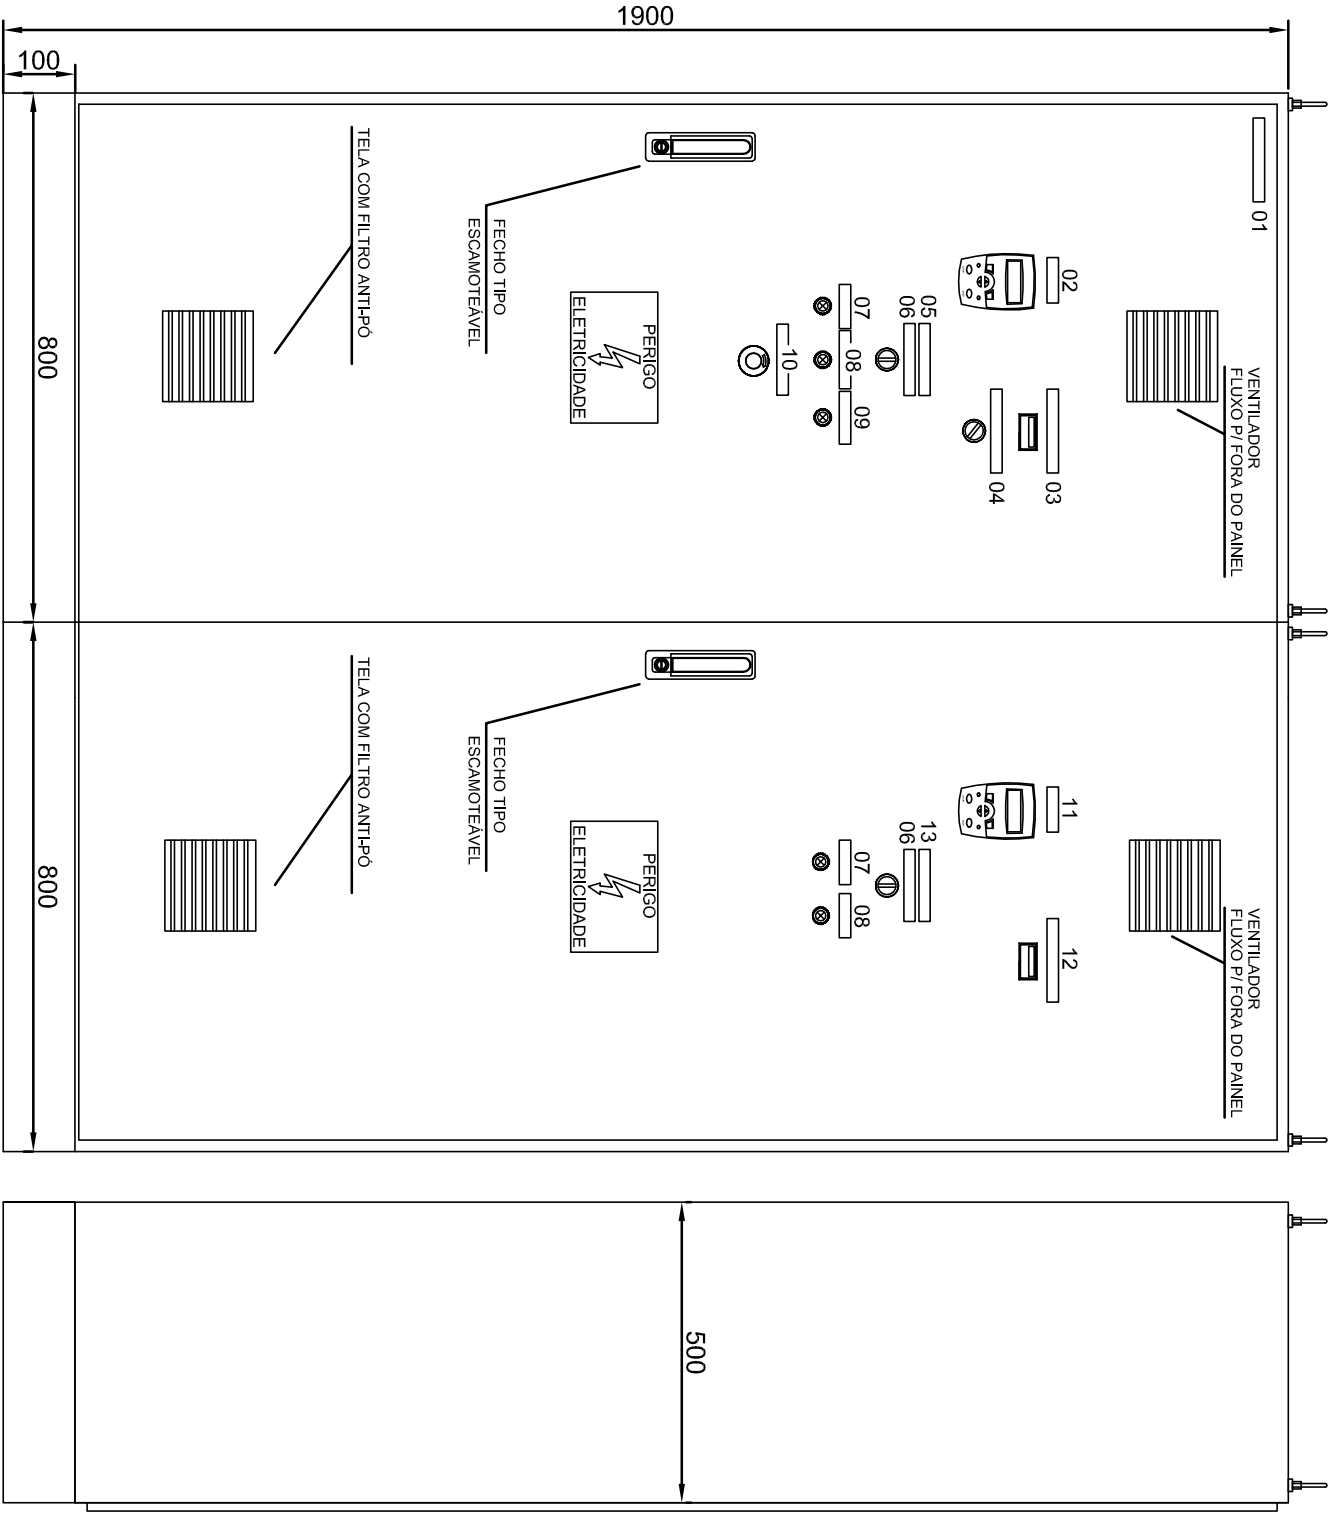 1900
100
01
VENTILADOR
FLUXO P/ FORA DO PAINEL
02
03
04
05
06
07
08
09
10
PERIGO
ELETRICIDADE
FECHO TIPO
ESCAMOTEÁVEL
TELA COM FILTRO ANTI-PÓ
800
VENTILADOR
FLUXO P/ FORA DO PAINEL
11
12
13
06
07
08
PERIGO
ELETRICIDADE
FECHO TIPO
ESCAMOTEÁVEL
TELA COM FILTRO ANTI-PÓ
800
500